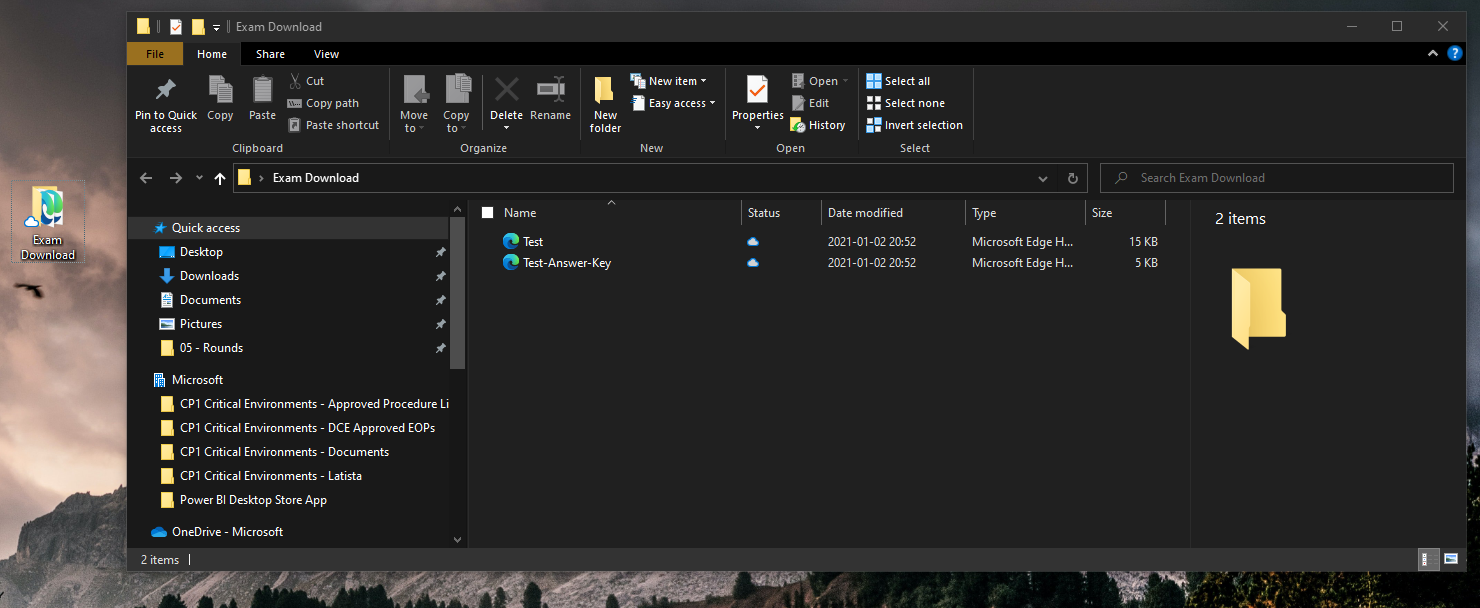 Exam Download
File Home Share View
Pin to Quick access
Copy
Paste
Cut
Copy path
Paste shortcut
Clipboard
Move to
Copy to
Delete
Rename
Organize
New folder
New item
Easy access
New
Properties
Open
Edit
History
Open
Select all
Select none
Invert selection
Select
Exam Download
Search Exam Download
Exam
Download
Quick access
Desktop
Downloads
Documents
Pictures
05 - Rounds
Microsoft
CP1 Critical Environments - Approved Procedure Li
CP1 Critical Environments - DCE Approved EOPs
CP1 Critical Environments - Documents
CP1 Critical Environments - Latista
Power BI Desktop Store App
OneDrive - Microsoft
Name Status Date modified Type Size
Test 2021-01-02 20:52 Microsoft Edge H... 15 KB
Test-Answer-Key 2021-01-02 20:52 Microsoft Edge H... 5 KB
2 items
2 items